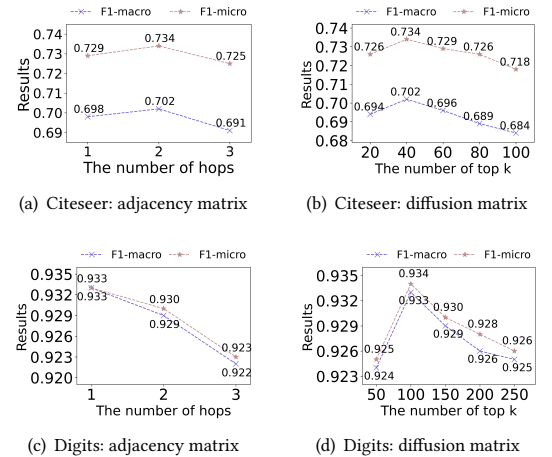 F1-macro F1-micro
0.74
0.73
0.72
0.71
0.70
0.69
Results
0.729
0.734
0.725
0.698
0.702
0.691
1 2 3
The number of hops
(a) Citeseer: adjacency matrix
F1-macro F1-micro
0.74
0.73
0.72
0.71
0.70
0.69
0.68
Results
0.726
0.734
0.729
0.726
0.718
0.694
0.702
0.696
0.689
0.684
20 40 60 80 100
The number of top k
(b) Citeseer: diffusion matrix
F1-macro F1-micro
0.935
0.932
0.929
0.926
0.923
0.920
Results
0.933
0.933
0.930
0.929
0.923
0.922
1 2 3
The number of hops
(c) Digits: adjacency matrix
F1-macro F1-micro
0.935
0.932
0.929
0.926
0.923
Results
0.925
0.924
0.934
0.933
0.930
0.929
0.928
0.926
0.926
0.925
50 100 150 200 250
The number of top k
(d) Digits: diffusion matrix